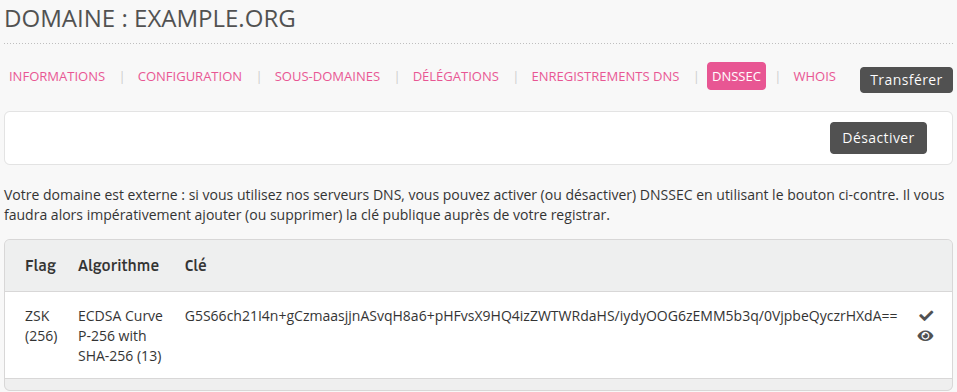 DOMAINE : EXAMPLE.ORG
INFORMATIONS | CONFIGURATION | SOUS-DOMAINES | DÉLÉGATIONS | ENREGISTREMENTS DNS | DNSSEC | WHOIS Transférer
Désactiver
Votre domaine est externe : si vous utilisez nos serveurs DNS, vous pouvez activer (ou désactiver) DNSSEC en utilisant le bouton ci-contre. Il vous
faudra alors impérativement ajouter (ou supprimer) la clé publique auprès de votre registrar.
Flag Algorithme Clé
ZSK ECDSA Curve G5S66ch21I4n+gCzmaasjjnASvqH8a6+pHFvsX9HQ4izZWTWRdaHS/iydyOOG6zEMM5b3q/0VjpbeQyczrHXdA==
(256) P-256 with
SHA-256 (13)